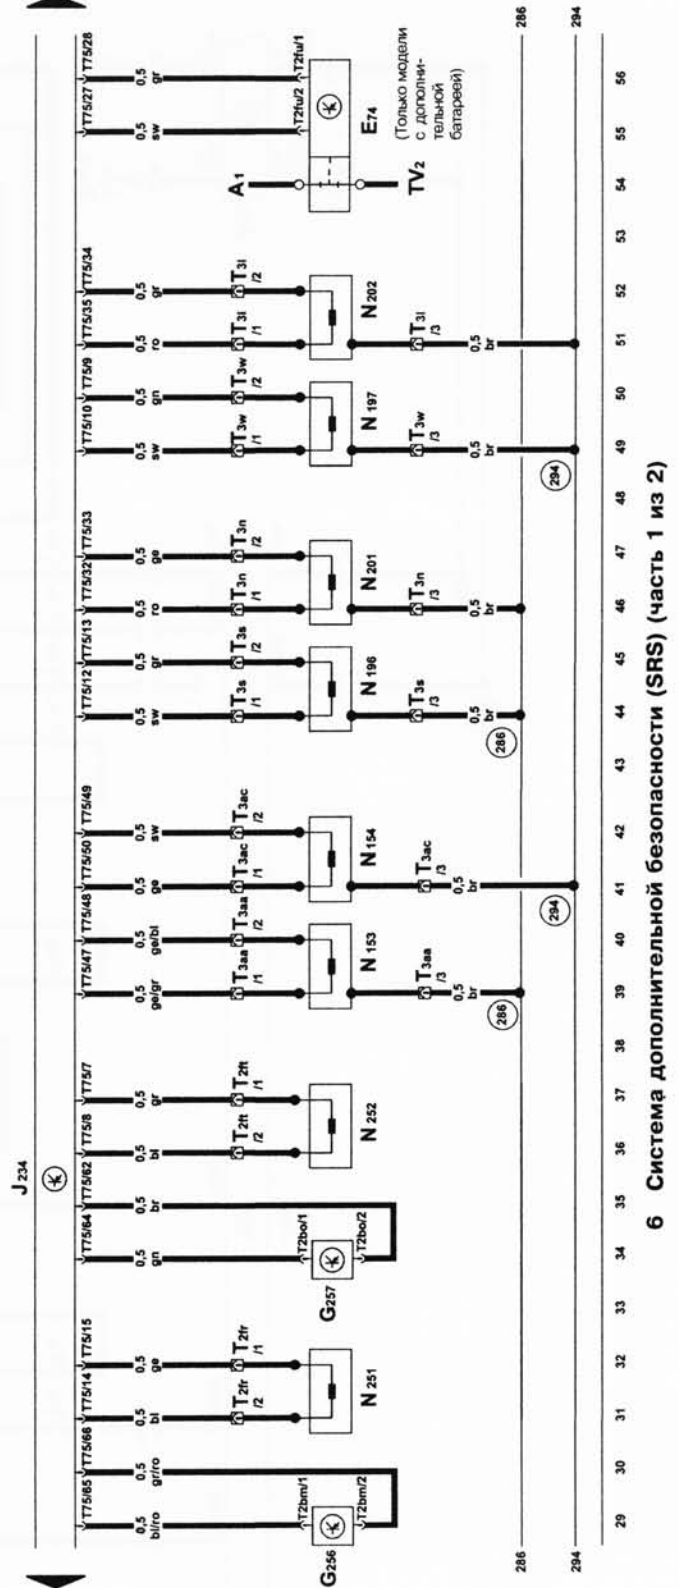 J 234
T75/65 T75/66 T75/14 T75/15 T75/64 T75/62 T75/8 T75/7 T75/47 T75/48 T75/50 T75/49 T75/12 T75/13 T75/32 T75/33 T75/10 T75/9 T75/35 T75/34 T75/27 T75/28
0,5 0,5 0,5 0,5 0,5 0,5 0,5 0,5 0,5 0,5 0,5 0,5 0,5 0,5 0,5 0,5 0,5 0,5 0,5 0,5 0,5 0,5
bl/ro gr/ro bl ge gn br bl gr ge/gr ge/bl ge sw sw gr ro ge sw gn ro gr sw gr
T2fr T2fr T2ft T2ft T3aa T3aa T3ac T3ac T3s T3s T3n T3n T3w T3w T3l T3l A1
/2 /1 /2 /1 /1 /2 /1 /2 /1 /2 /1 /2 /1 /2 /1 /2
T2bm/1 T2bo/1 T2fu/2 T2fu/1
G256 G257
T2bm/2 T2bo/2
N 251 N 252 N 153 N 154 N 196 N 201 N 197 N 202 E74
TV2
(Только модели
с дополни-
тельной
батареей)
T3aa T3ac T3s T3n T3w T3l
/3 /3 /3 /3 /3 /3
0,5 0,5 0,5 0,5 0,5 0,5
br br br br br br
286 286
286 286
294 294
294 294
29 30 31 32 33 34 35 36 37 38 39 40 41 42 43 44 45 46 47 48 49 50 51 52 53 54 55 56
6 Система дополнительной безопасности (SRS) (часть 1 из 2)